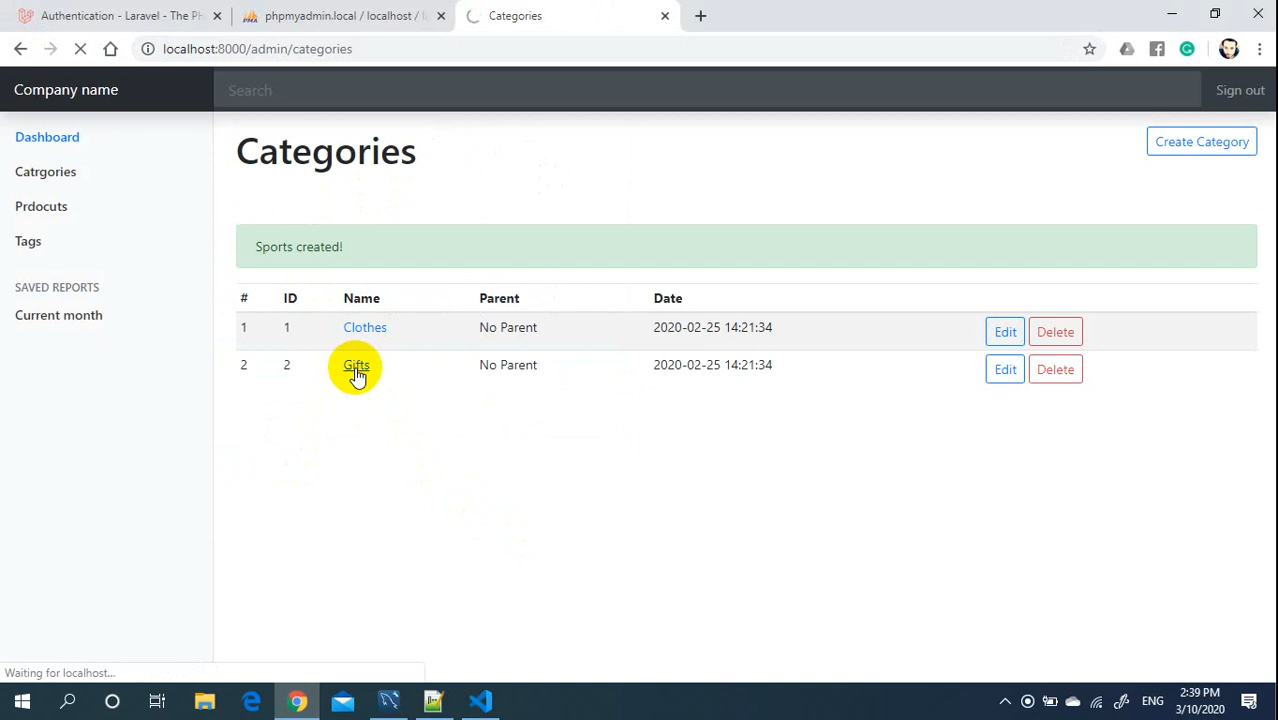 Authentication - Laravel - The Ph
phpmyadmin.local / localhost / l
Categories
localhost:8000/admin/categories
Company name
Search
Sign out
Dashboard
Catrgories
Prdocuts
Tags
SAVED REPORTS
Current month
Categories
Create Category
Sports created!
# ID Name Parent Date
1 1 Clothes No Parent 2020-02-25 14:21:34 Edit Delete
2 2 Gifts No Parent 2020-02-25 14:21:34 Edit Delete
Waiting for localhost...
ENG
2:39 PM
3/10/2020